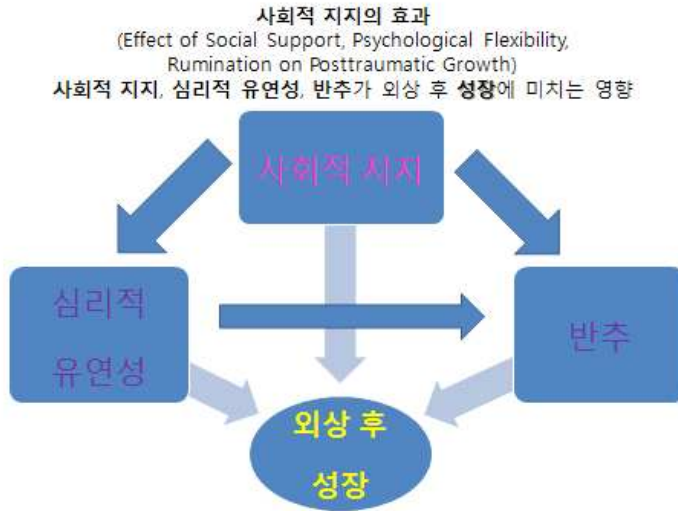 사회적 지지의 효과
(Effect of Social Support, Psychological Flexibility,
Rumination on Posttraumatic Growth)
사회적 지지, 심리적 유연성, 반추가 외상 후 성장에 미치는 영향
사회적 지지
심리적
유연성
반추
외상 후
성장